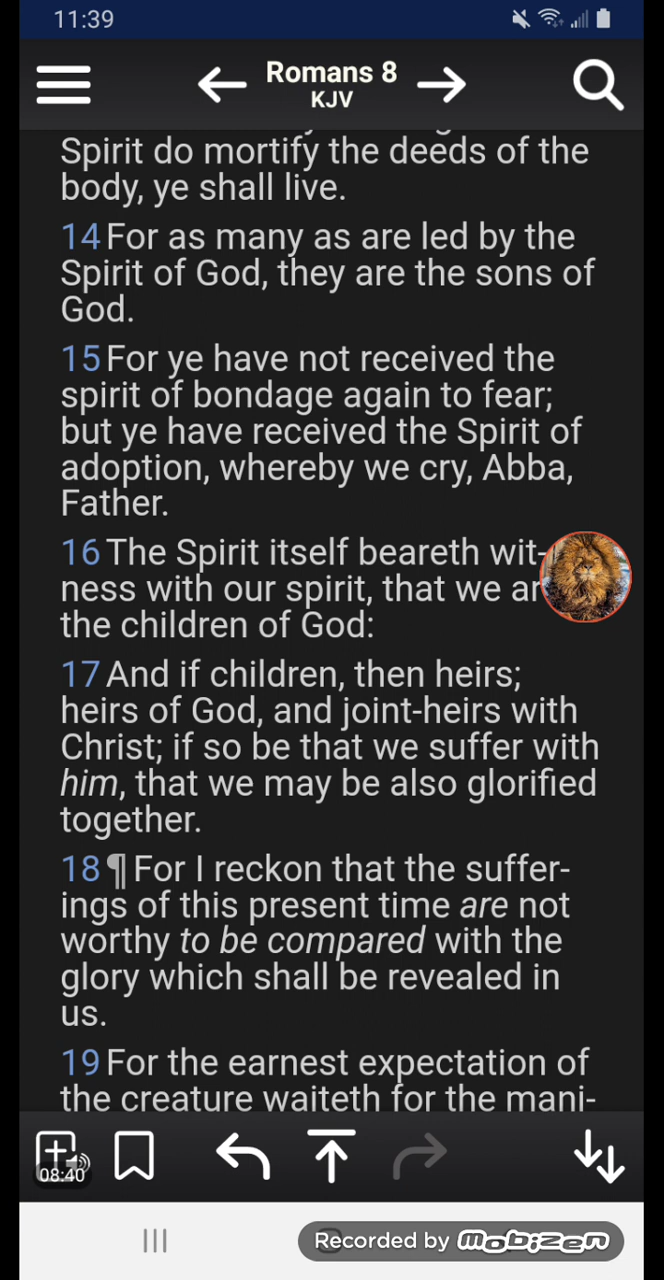 11:39
Romans 8
KJV
Spirit do mortify the deeds of the
body, ye shall live.
14 For as many as are led by the
Spirit of God, they are the sons of
God.
15 For ye have not received the
spirit of bondage again to fear;
but ye have received the Spirit of
adoption, whereby we cry, Abba,
Father.
16 The Spirit itself beareth wit-
ness with our spirit, that we ar
the children of God:
17 And if children, then heirs;
heirs of God, and joint-heirs with
Christ; if so be that we suffer with
him, that we may be also glorified
together.
18 ¶ For I reckon that the suffer-
ings of this present time are not
worthy to be compared with the
glory which shall be revealed in
us.
19 For the earnest expectation of
the creature waiteth for the mani-
08:40
Recorded by mobizen